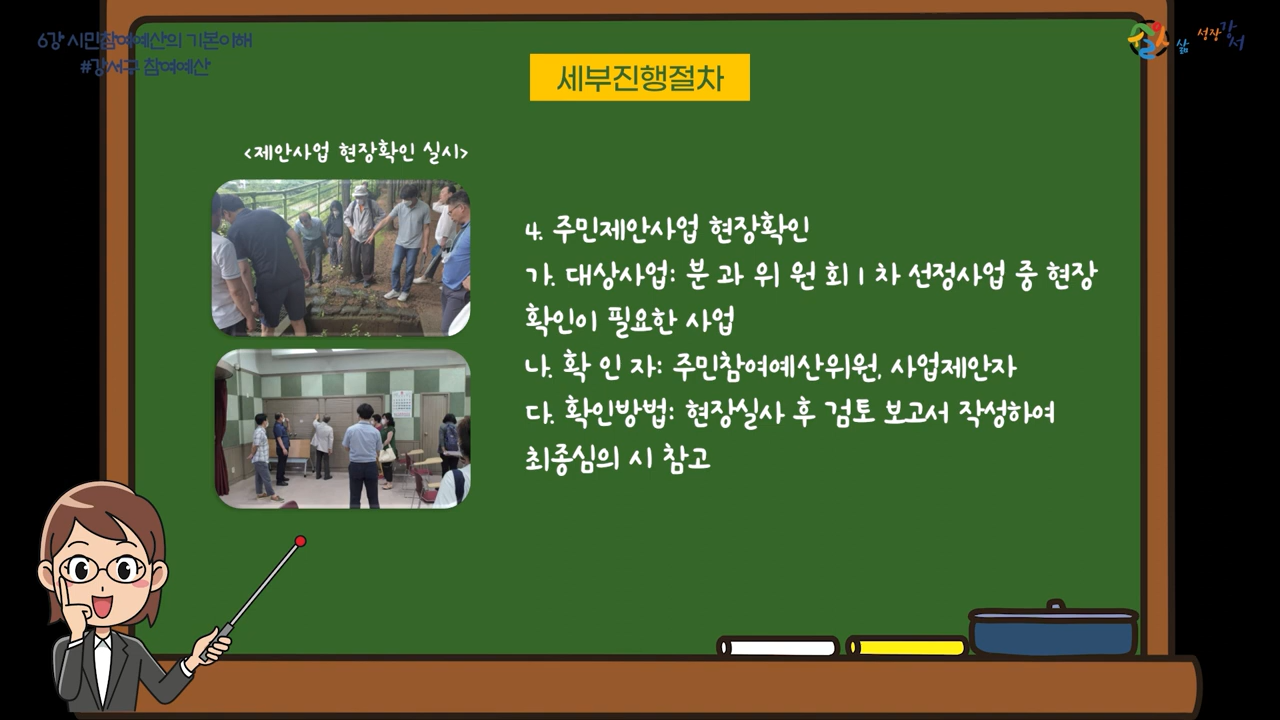 6강 시민참여예산의 기본이해
#강서구 참여예산
삶
성장
강
서
세부진행절차
<제안사업 현장확인 실시>
4. 주민제안사업 현장확인
가. 대상사업: 분 과 위 원 회 1 차 선정사업 중 현장
확인이 필요한 사업
나. 확 인 자: 주민참여예산위원, 사업제안자
다. 확인방법: 현장실사 후 검토 보고서 작성하여
최종심의 시 참고